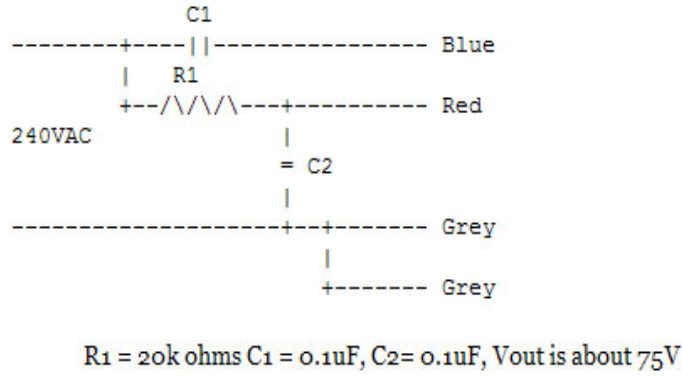 C1
Blue
R1
Red
240VAC
= C2
Grey
Grey
R1 = 20k ohms C1 = 0.1uF, C2= 0.1uF, Vout is about 75V